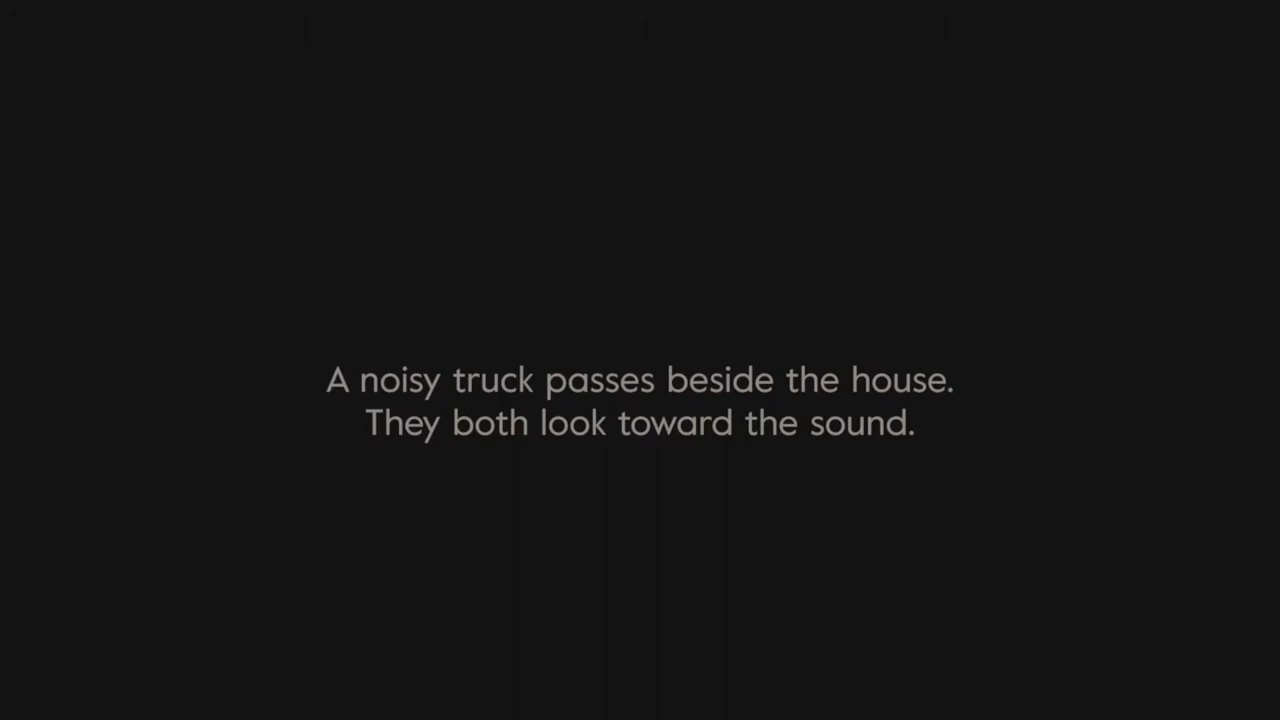 A noisy truck passes beside the house.
They both look toward the sound.